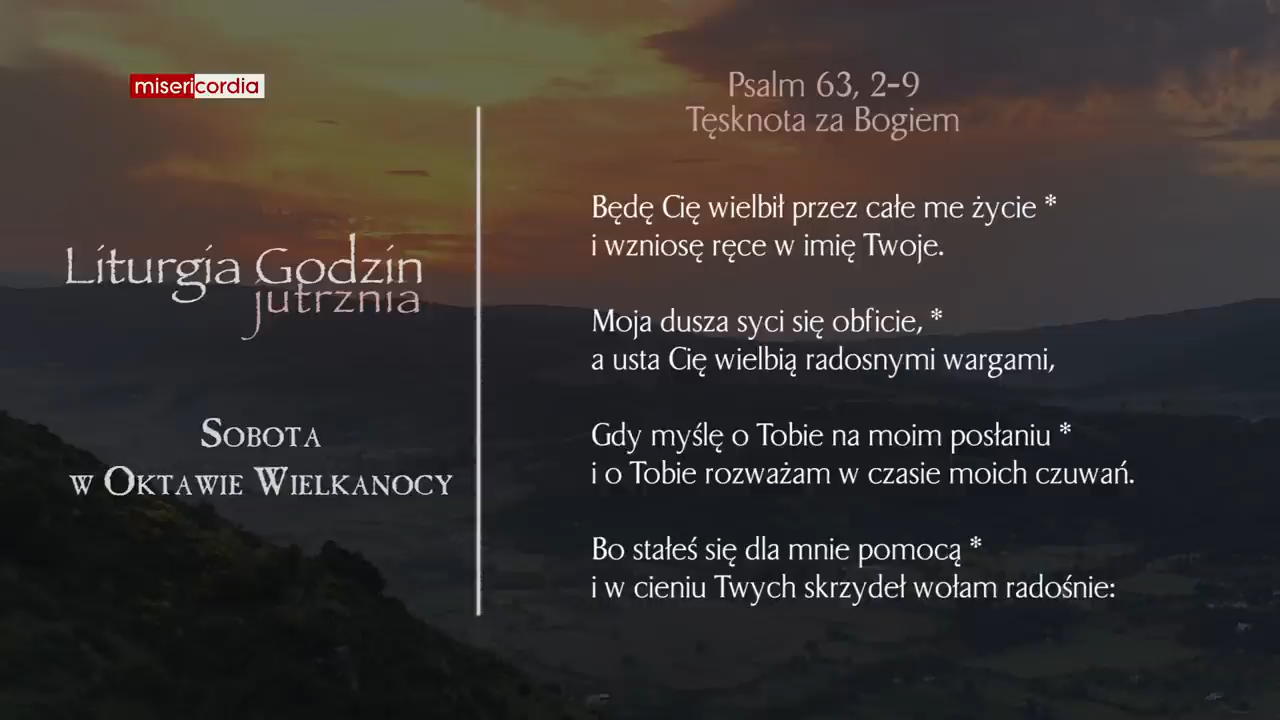 misericordia
Liturgia Godzin
jutrznia
Sobota
w Oktawie Wielkanocy
Psalm 63, 2-9
Tęsknota za Bogiem
Będę Cię wielbił przez całe me życie *
i wzniosę ręce w imię Twoje.
Moja dusza syci się obficie, *
a usta Cię wielbią radosnymi wargami,
Gdy myślę o Tobie na moim posłaniu *
i o Tobie rozważam w czasie moich czuwań.
Bo stałeś się dla mnie pomocą *
i w cieniu Twych skrzydeł wołam radośnie: